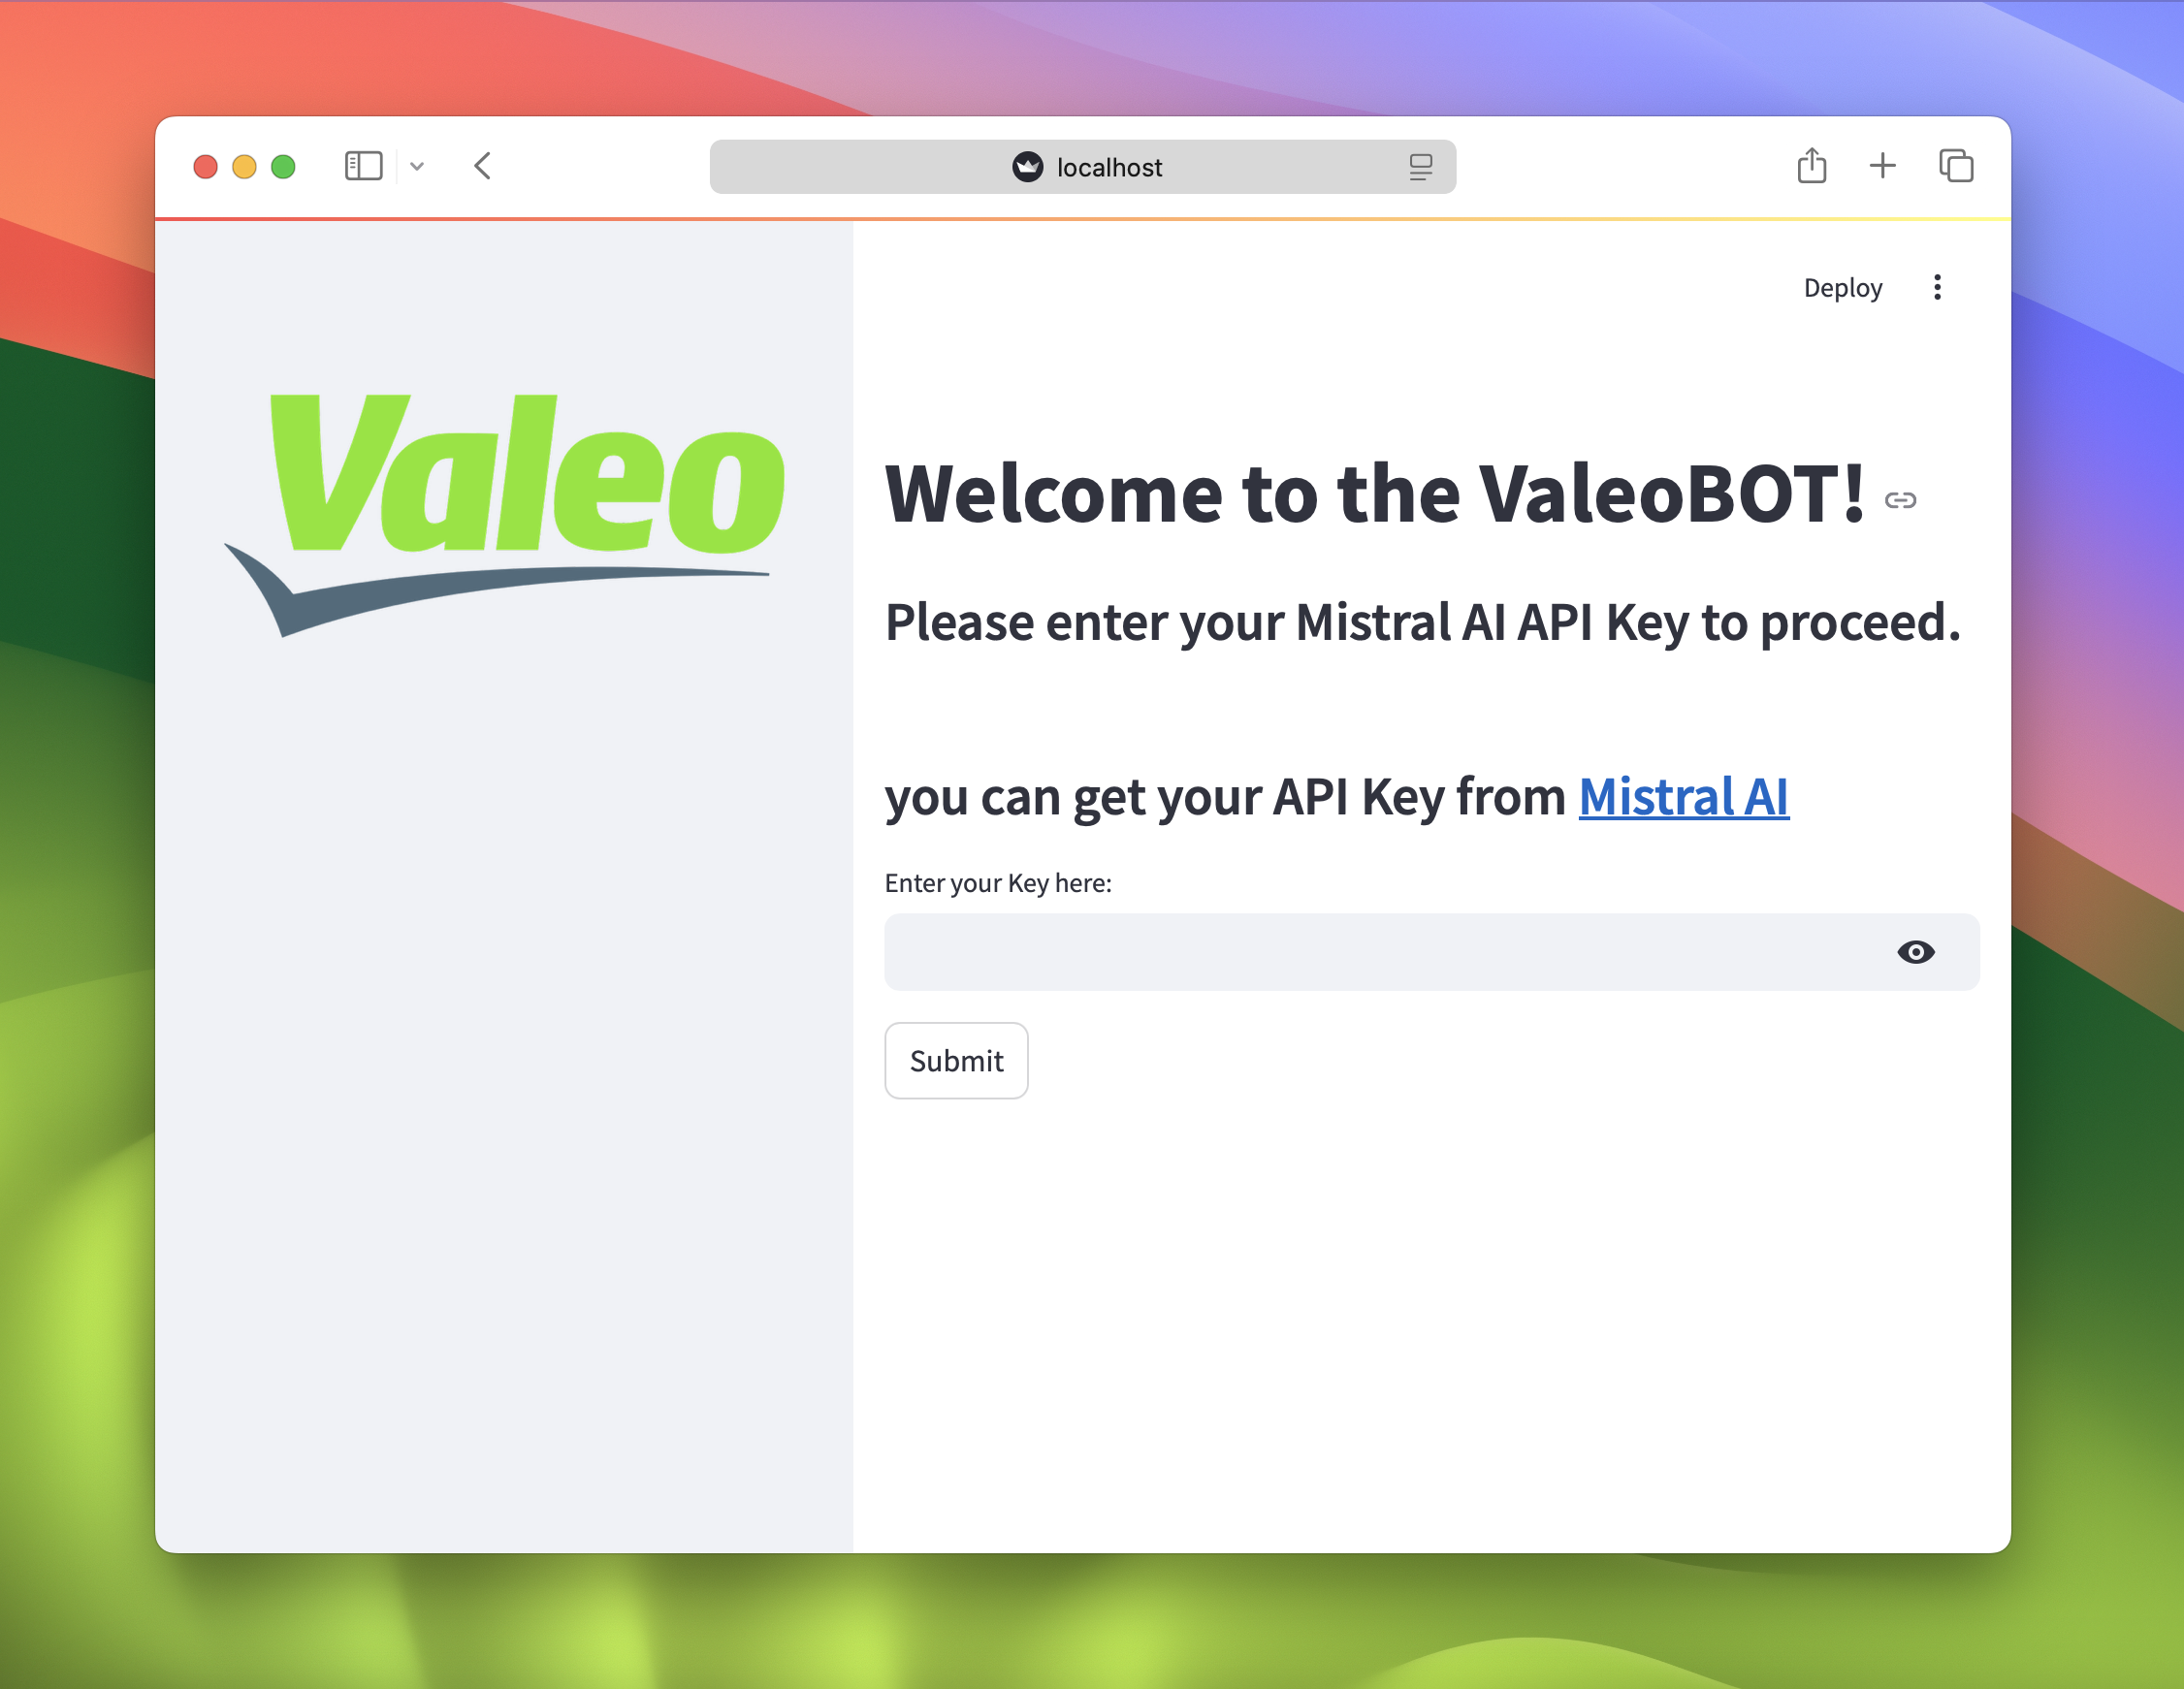 localhost
Deploy
Valeo
Welcome to the ValeoBOT!
Please enter your Mistral AI API Key to proceed.
you can get your API Key from Mistral AI
Enter your Key here:
Submit